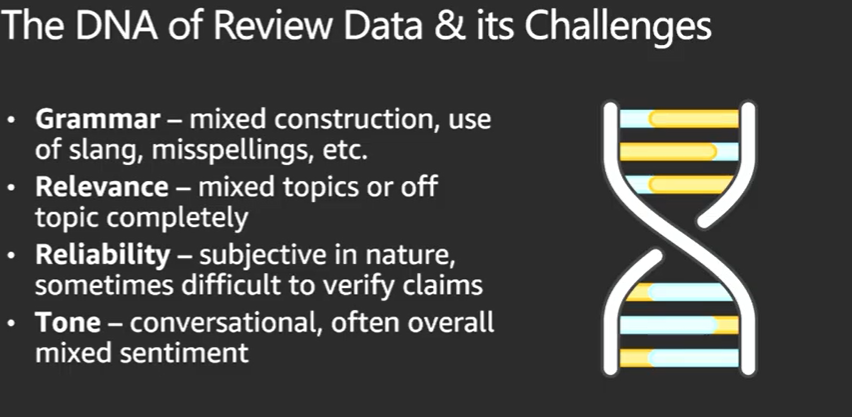 The DNA of Review Data & its Challenges
• Grammar – mixed construction, use
of slang, misspellings, etc.
• Relevance – mixed topics or off
topic completely
• Reliability – subjective in nature,
sometimes difficult to verify claims
• Tone – conversational, often overall
mixed sentiment